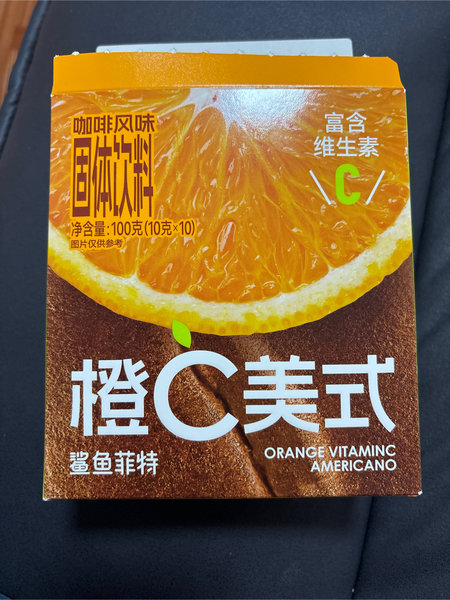 咖啡风味
固体饮料
净含量:100克(10克×10)
图片仅供参考
富含
维生素
C
橙C美式
鲨鱼菲特
ORANGE VITAMINC
AMERICANO